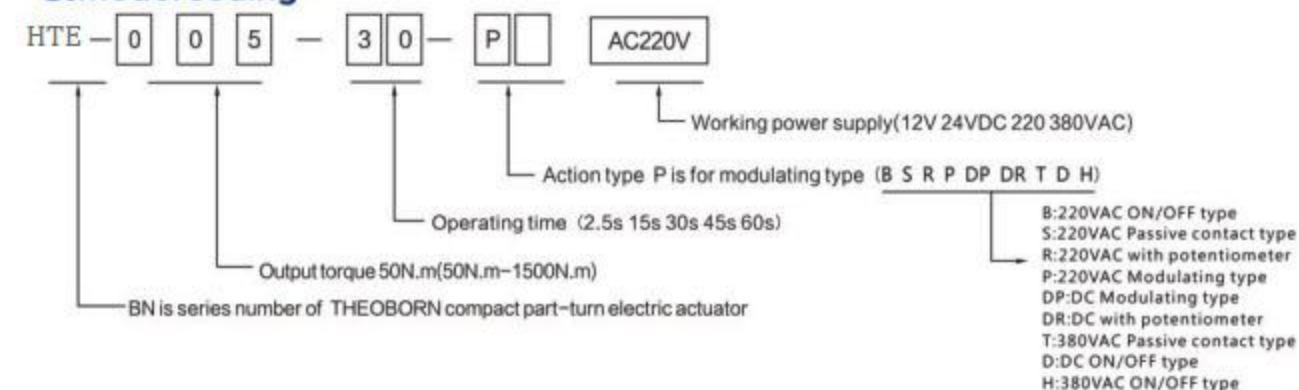 HTE — 0 0 5 — 3 0 — P AC220V
Working power supply(12V 24VDC 220 380VAC)
Action type P is for modulating type (B S R P DP DR T D H)
Operating time (2.5s 15s 30s 45s 60s)
Output torque 50N.m(50N.m-1500N.m)
BN is series number of THEOBORN compact part-turn electric actuator
B:220VAC ON/OFF type
S:220VAC Passive contact type
R:220VAC with potentiometer
P:220VAC Modulating type
DP:DC Modulating type
DR:DC with potentiometer
T:380VAC Passive contact type
D:DC ON/OFF type
H:380VAC ON/OFF type